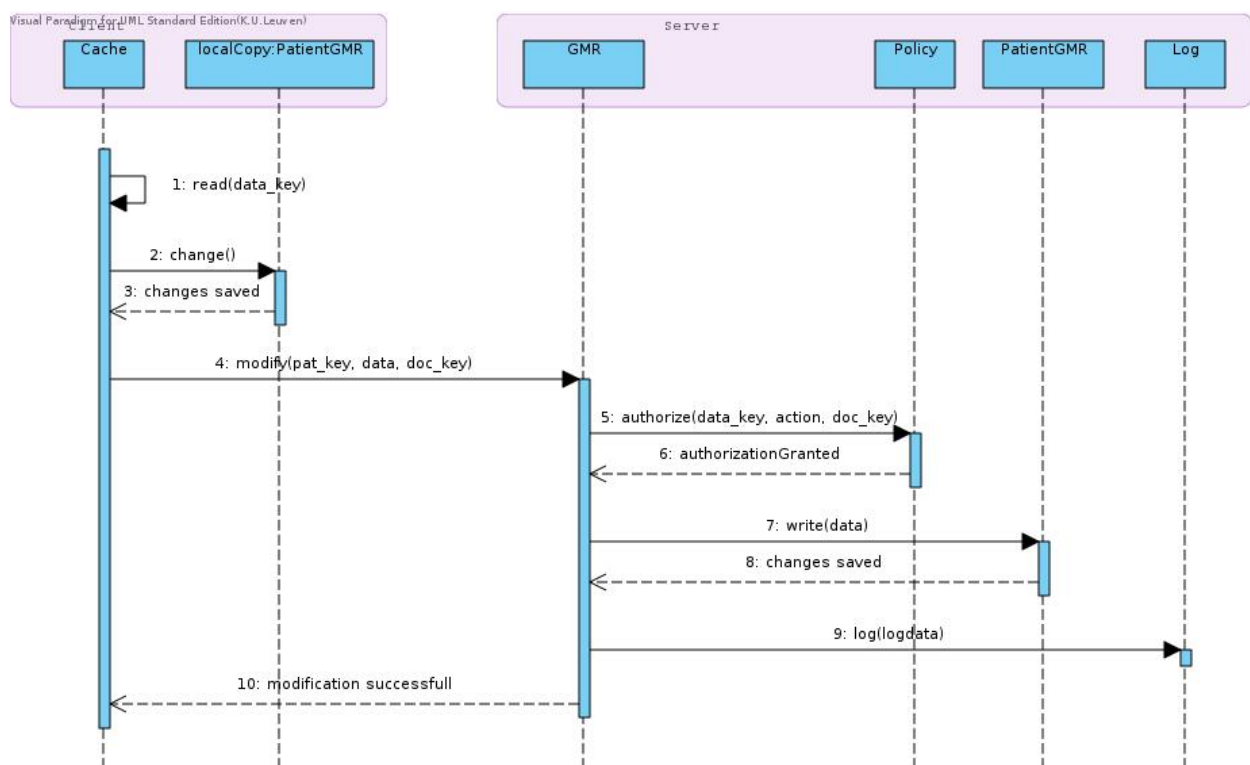 Visual Paradigm for UML Standard Edition(K.U.Leuven)
Client
Server
Cache
localCopy:PatientGMR
GMR
Policy
PatientGMR
Log
1: read(data_key)
2: change()
3: changes saved
4: modify(pat_key, data, doc_key)
5: authorize(data_key, action, doc_key)
6: authorizationGranted
7: write(data)
8: changes saved
9: log(logdata)
10: modification successfull